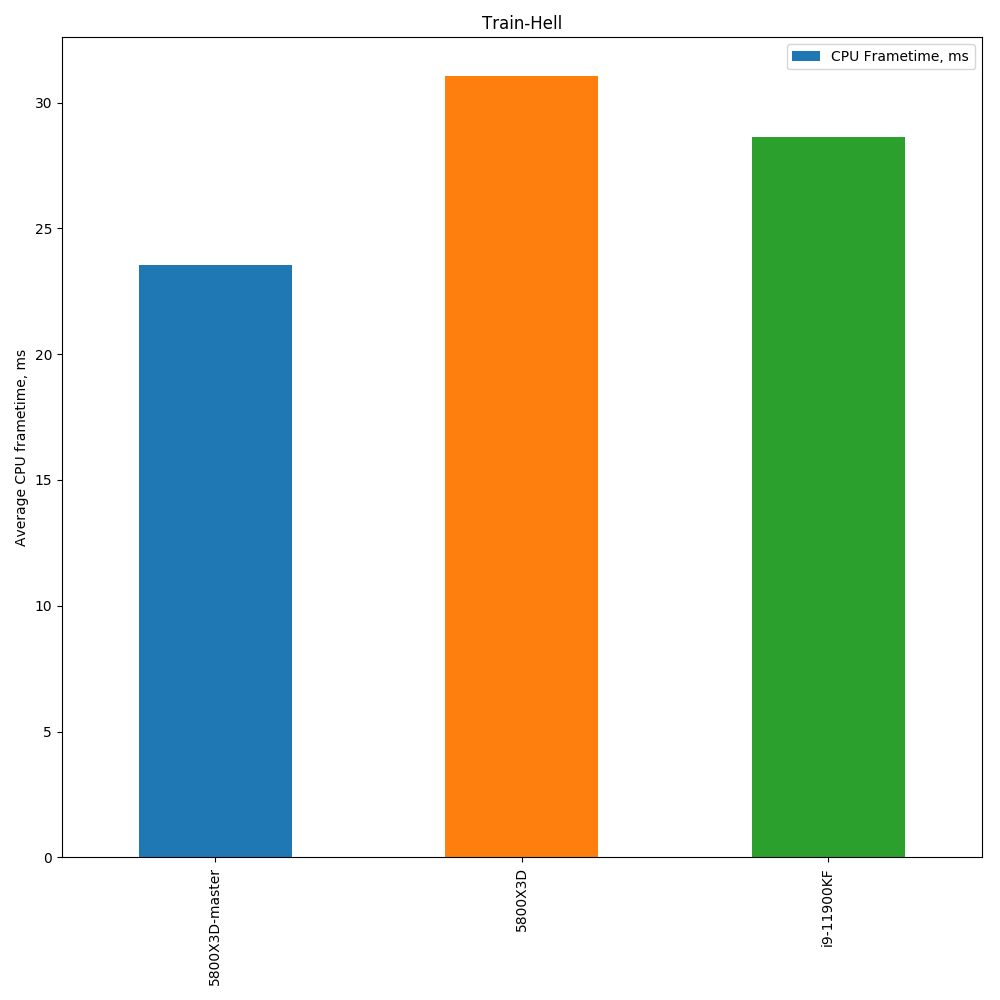 Train-Hell
CPU Frametime, ms
Average CPU frametime, ms
30
25
20
15
10
5
0
5800X3D-master
5800X3D
i9-11900KF